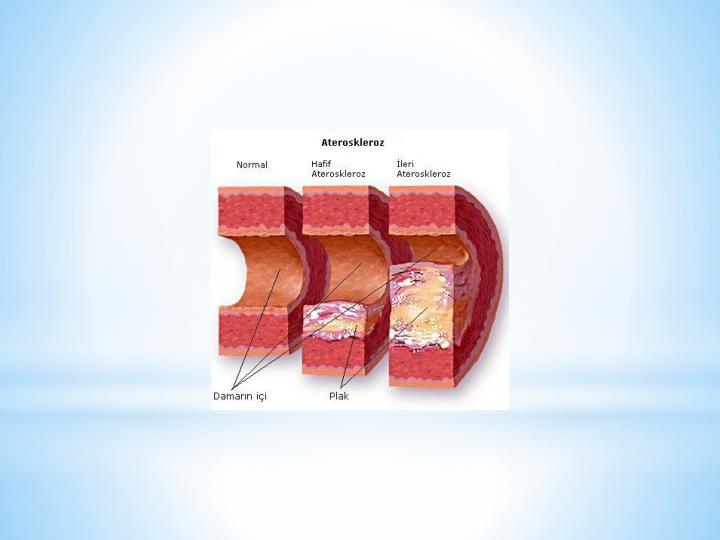 Ateroskleroz
Normal
Hafif
Ateroskleroz
İleri
Ateroskleroz
Damarın içi
Plak